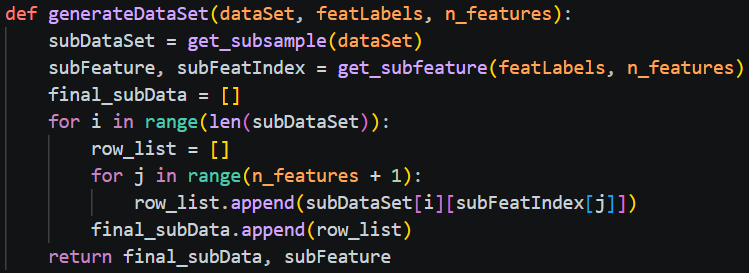 def generateDataSet(dataSet, featLabels, n_features):
    subDataSet = get_subsample(dataSet)
    subFeature, subFeatIndex = get_subfeature(featLabels, n_features)
    final_subData = []
    for i in range(len(subDataSet)):
        row_list = []
        for j in range(n_features + 1):
            row_list.append(subDataSet[i][subFeatIndex[j]])
        final_subData.append(row_list)
    return final_subData, subFeature